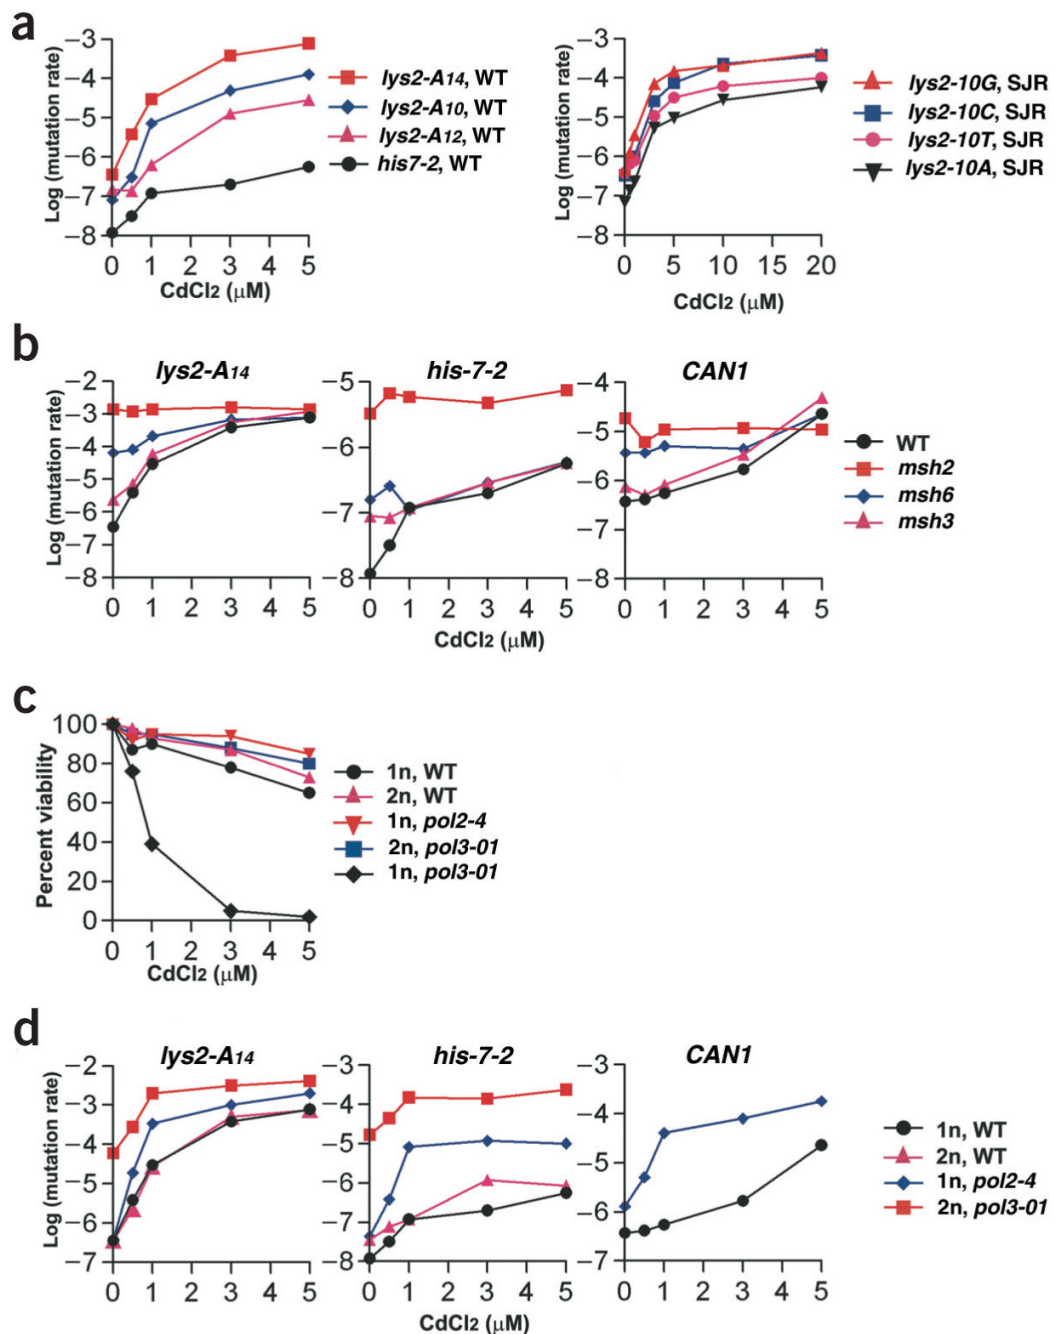 a
Log (mutation rate)
−3
−4
−5
−6
−7
−8
0 1 2 3 4 5
CdCl2 (μM)
lys2-A14, WT
lys2-A10, WT
lys2-A12, WT
his7-2, WT
Log (mutation rate)
−3
−4
−5
−6
−7
−8
0 5 10 15 20
CdCl2 (μM)
lys2-10G, SJR
lys2-10C, SJR
lys2-10T, SJR
lys2-10A, SJR
b
lys2-A14
Log (mutation rate)
−2
−3
−4
−5
−6
−7
−8
0 1 2 3 4 5
his-7-2
−5
−6
−7
−8
0 1 2 3 4 5
CdCl2 (μM)
CAN1
−4
−5
−6
−7
−8
0 1 2 3 4 5
WT
msh2
msh6
msh3
c
Percent viability
100
80
60
40
20
0
0 1 2 3 4 5
CdCl2 (μM)
1n, WT
2n, WT
1n, pol2-4
2n, pol3-01
1n, pol3-01
d
lys2-A14
Log (mutation rate)
−2
−3
−4
−5
−6
−7
0 1 2 3 4 5
his-7-2
−3
−4
−5
−6
−7
−8
0 1 2 3 4 5
CdCl2 (μM)
CAN1
−3
−4
−5
−6
−7
0 1 2 3 4 5
1n, WT
2n, WT
1n, pol2-4
2n, pol3-01